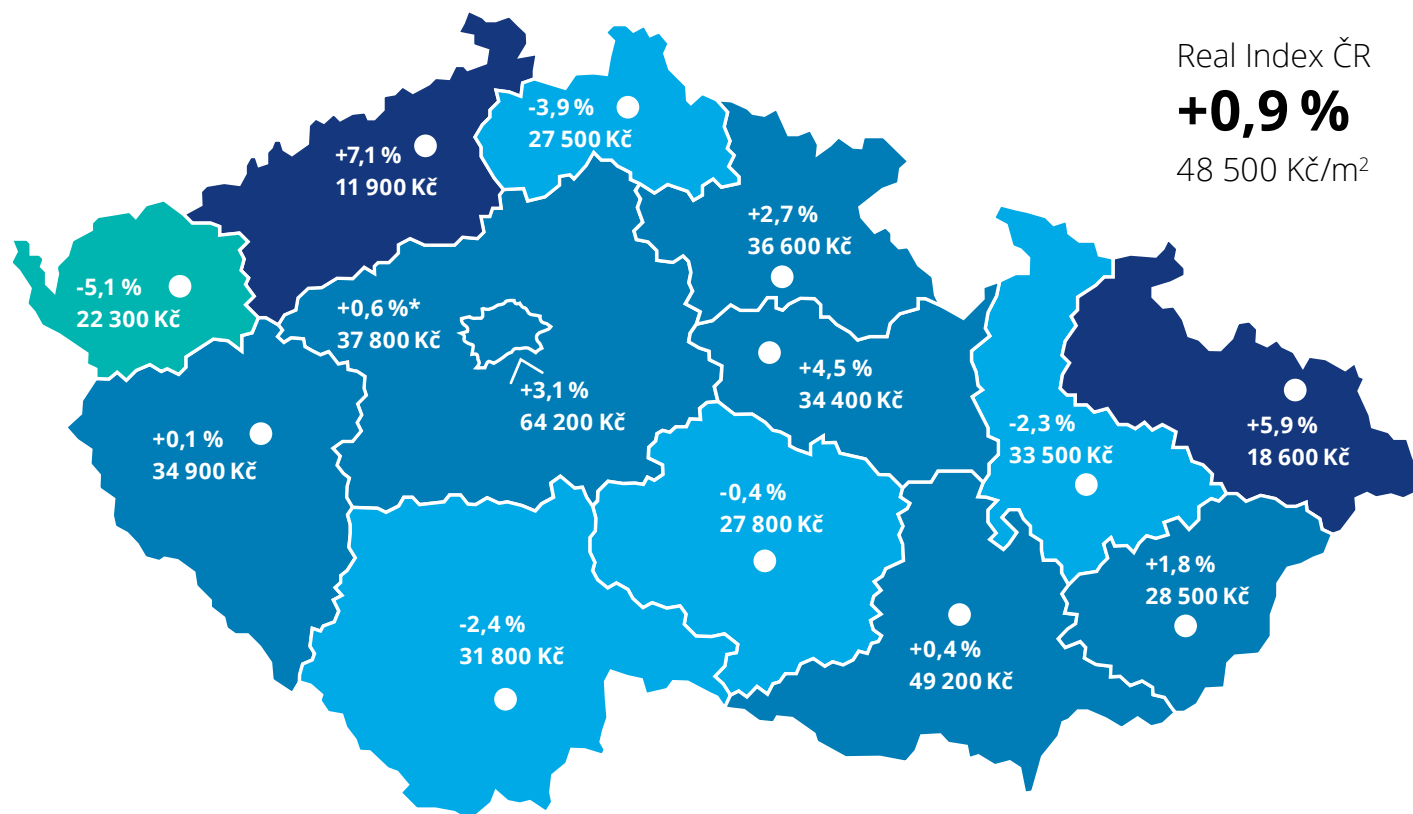 Real Index ČR
+0,9 %
48 500 Kč/m²
-3,9 %
27 500 Kč
+7,1 %
11 900 Kč
+2,7 %
36 600 Kč
-5,1 %
22 300 Kč
+0,6 %*
37 800 Kč
+3,1 %
64 200 Kč
+4,5 %
34 400 Kč
+0,1 %
34 900 Kč
-2,3 %
33 500 Kč
+5,9 %
18 600 Kč
-0,4 %
27 800 Kč
+1,8 %
28 500 Kč
-2,4 %
31 800 Kč
+0,4 %
49 200 Kč